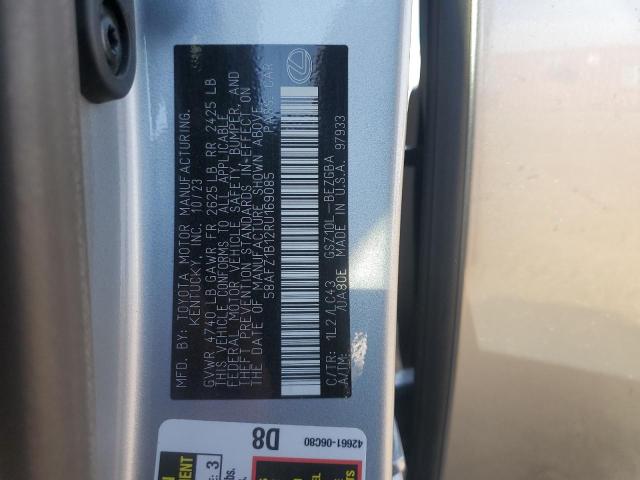 MFD. BY: TOYOTA MOTOR MANUFACTURING.
KENTUCKY, INC. 10/23
GVWR 4740 LB GAWR FR 2625 LB RR 2425 LB
THIS VEHICLE CONFORMS TO ALL APPLICABLE
FEDERAL MOTOR VEHICLE SAFETY, BUMPER, AND
THEFT PREVENTION STANDARDS IN EFFECT ON
THE DATE OF MANUFACTURE SHOWN ABOVE.
58AFZ1B12RU169085 PASS. CAR
C/TR: 1L2 /LC43 GSZ10L -BEZGBA
A/TM: /UA80E MADE IN U.S.A. 97933
42661-06C80
D8
3